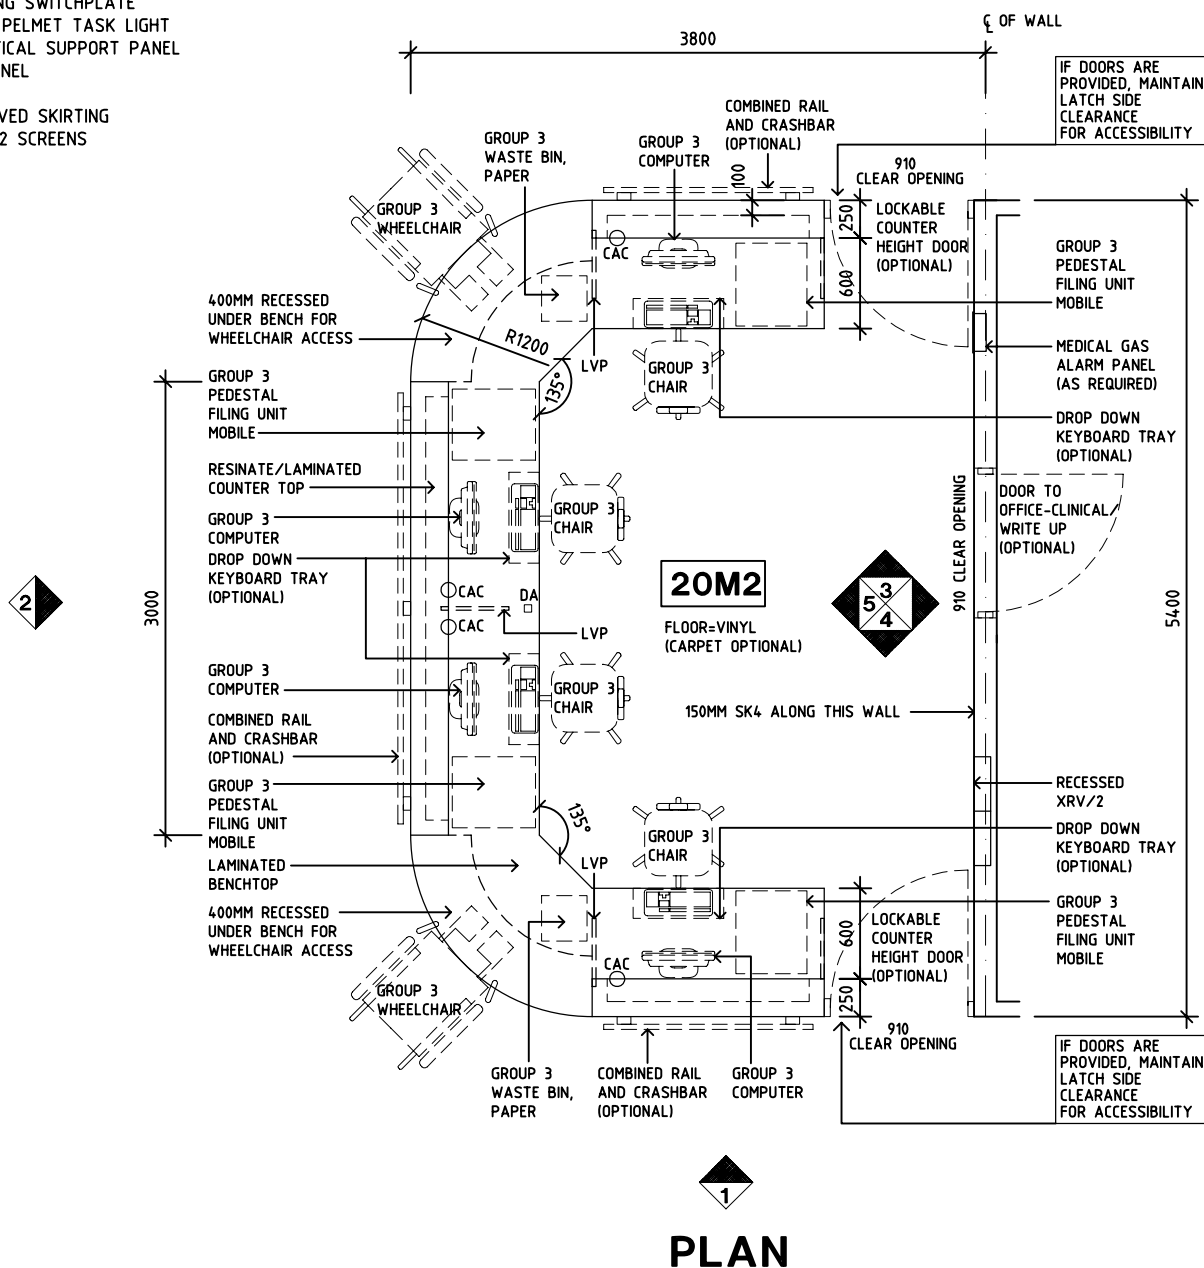 NG SWITCHPLATE
PELMET TASK LIGHT
TICAL SUPPORT PANEL
NEL
VED SKIRTING
2 SCREENS
3800
℄ OF WALL
IF DOORS ARE
PROVIDED, MAINTAIN
LATCH SIDE
CLEARANCE
FOR ACCESSIBILITY
COMBINED RAIL
AND CRASHBAR
(OPTIONAL)
GROUP 3
WASTE BIN,
PAPER
GROUP 3
COMPUTER
100
910
CLEAR OPENING
250
LOCKABLE
COUNTER
HEIGHT DOOR
(OPTIONAL)
GROUP 3
WHEELCHAIR
CAC
600
GROUP 3
PEDESTAL
FILING UNIT
MOBILE
400MM RECESSED
UNDER BENCH FOR
WHEELCHAIR ACCESS
R1200
LVP
135°
GROUP 3
CHAIR
MEDICAL GAS
ALARM PANEL
(AS REQUIRED)
GROUP 3
PEDESTAL
FILING UNIT
MOBILE
DROP DOWN
KEYBOARD TRAY
(OPTIONAL)
RESINATE/LAMINATED
COUNTER TOP
910 CLEAR OPENING
DOOR TO
OFFICE-CLINICAL/
WRITE UP
(OPTIONAL)
GROUP 3
COMPUTER
GROUP 3
CHAIR
DROP DOWN
KEYBOARD TRAY
(OPTIONAL)
2
3000
CAC
CAC
DA
LVP
20M2
FLOOR=VINYL
(CARPET OPTIONAL)
3
5
4
5400
GROUP 3
COMPUTER
GROUP 3
CHAIR
150MM SK4 ALONG THIS WALL
COMBINED RAIL
AND CRASHBAR
(OPTIONAL)
GROUP 3
PEDESTAL
FILING UNIT
MOBILE
RECESSED
XRV/2
135°
GROUP 3
CHAIR
DROP DOWN
KEYBOARD TRAY
(OPTIONAL)
LAMINATED
BENCHTOP
LVP
400MM RECESSED
UNDER BENCH FOR
WHEELCHAIR ACCESS
600
LOCKABLE
COUNTER
HEIGHT DOOR
(OPTIONAL)
GROUP 3
PEDESTAL
FILING UNIT
MOBILE
CAC
GROUP 3
WHEELCHAIR
250
910
CLEAR OPENING
GROUP 3
WASTE BIN,
PAPER
COMBINED RAIL
AND CRASHBAR
(OPTIONAL)
GROUP 3
COMPUTER
IF DOORS ARE
PROVIDED, MAINTAIN
LATCH SIDE
CLEARANCE
FOR ACCESSIBILITY
1
PLAN